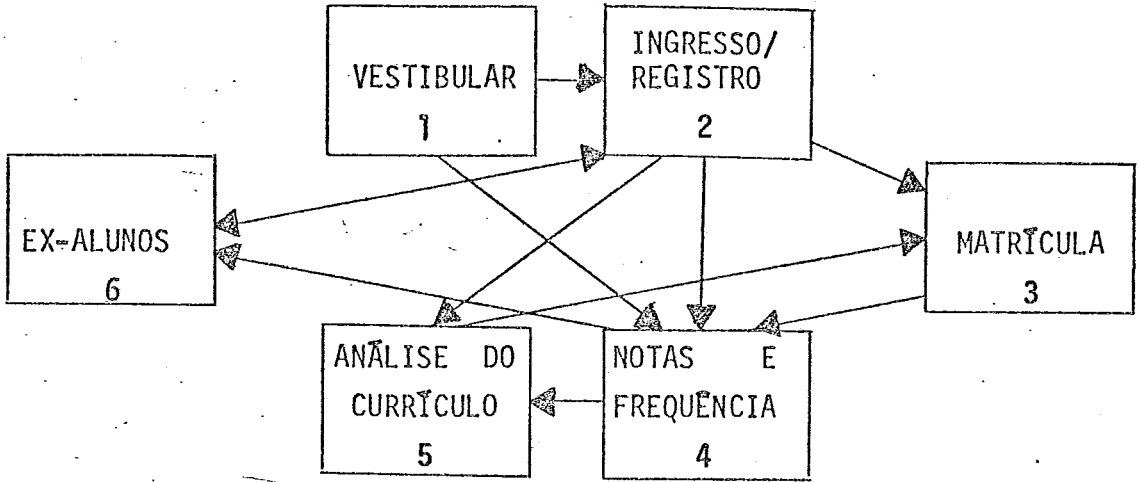 VESTIBULAR
1
INGRESSO/
REGISTRO
2
EX-ALUNOS
6
MATRÍCULA
3
ANÁLISE DO
CURRÍCULO
5
NOTAS E
FREQUÊNCIA
4